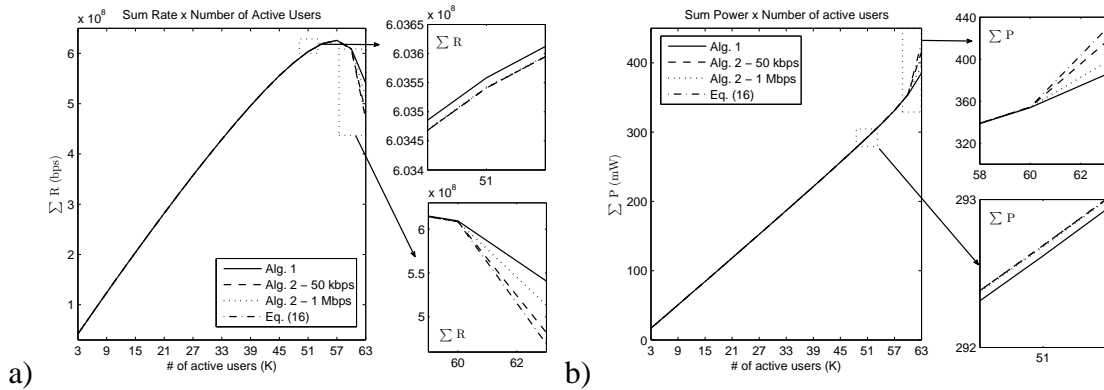 Sum Rate x Number of Active Users
x 10^8
7
6
5
4
3
2
1
∑ R (bps)
3 9 15 21 27 33 39 45 51 57 63
# of active users (K)
Alg. 1
Alg. 2 − 50 kbps
Alg. 2 − 1 Mbps
Eq. (16)
a)
x 10^8
6.0365
6.036
6.0355
6.035
6.0345
6.034
∑ R
51
x 10^8
6
5.5
5
∑ R
60 62
Sum Power x Number of active users
400
300
200
100
0
∑ P (mW)
3 9 15 21 27 33 39 45 51 57 63
# of active users (K)
Alg. 1
Alg. 2 − 50 kbps
Alg. 2 − 1 Mbps
Eq. (16)
b)
440
420
390
360
330
300
∑ P
58 60 62
293
292
∑ P
51